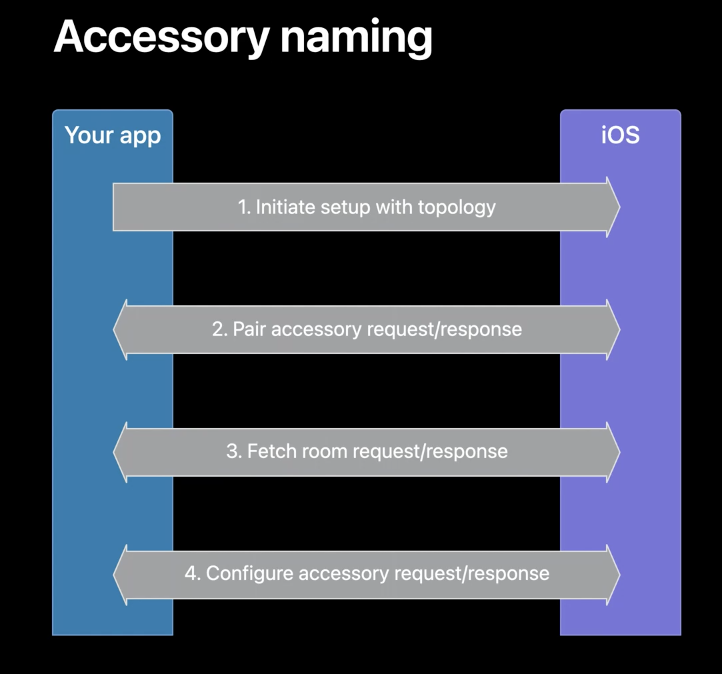 Accessory naming
Your app
iOS
1. Initiate setup with topology
2. Pair accessory request/response
3. Fetch room request/response
4. Configure accessory request/response